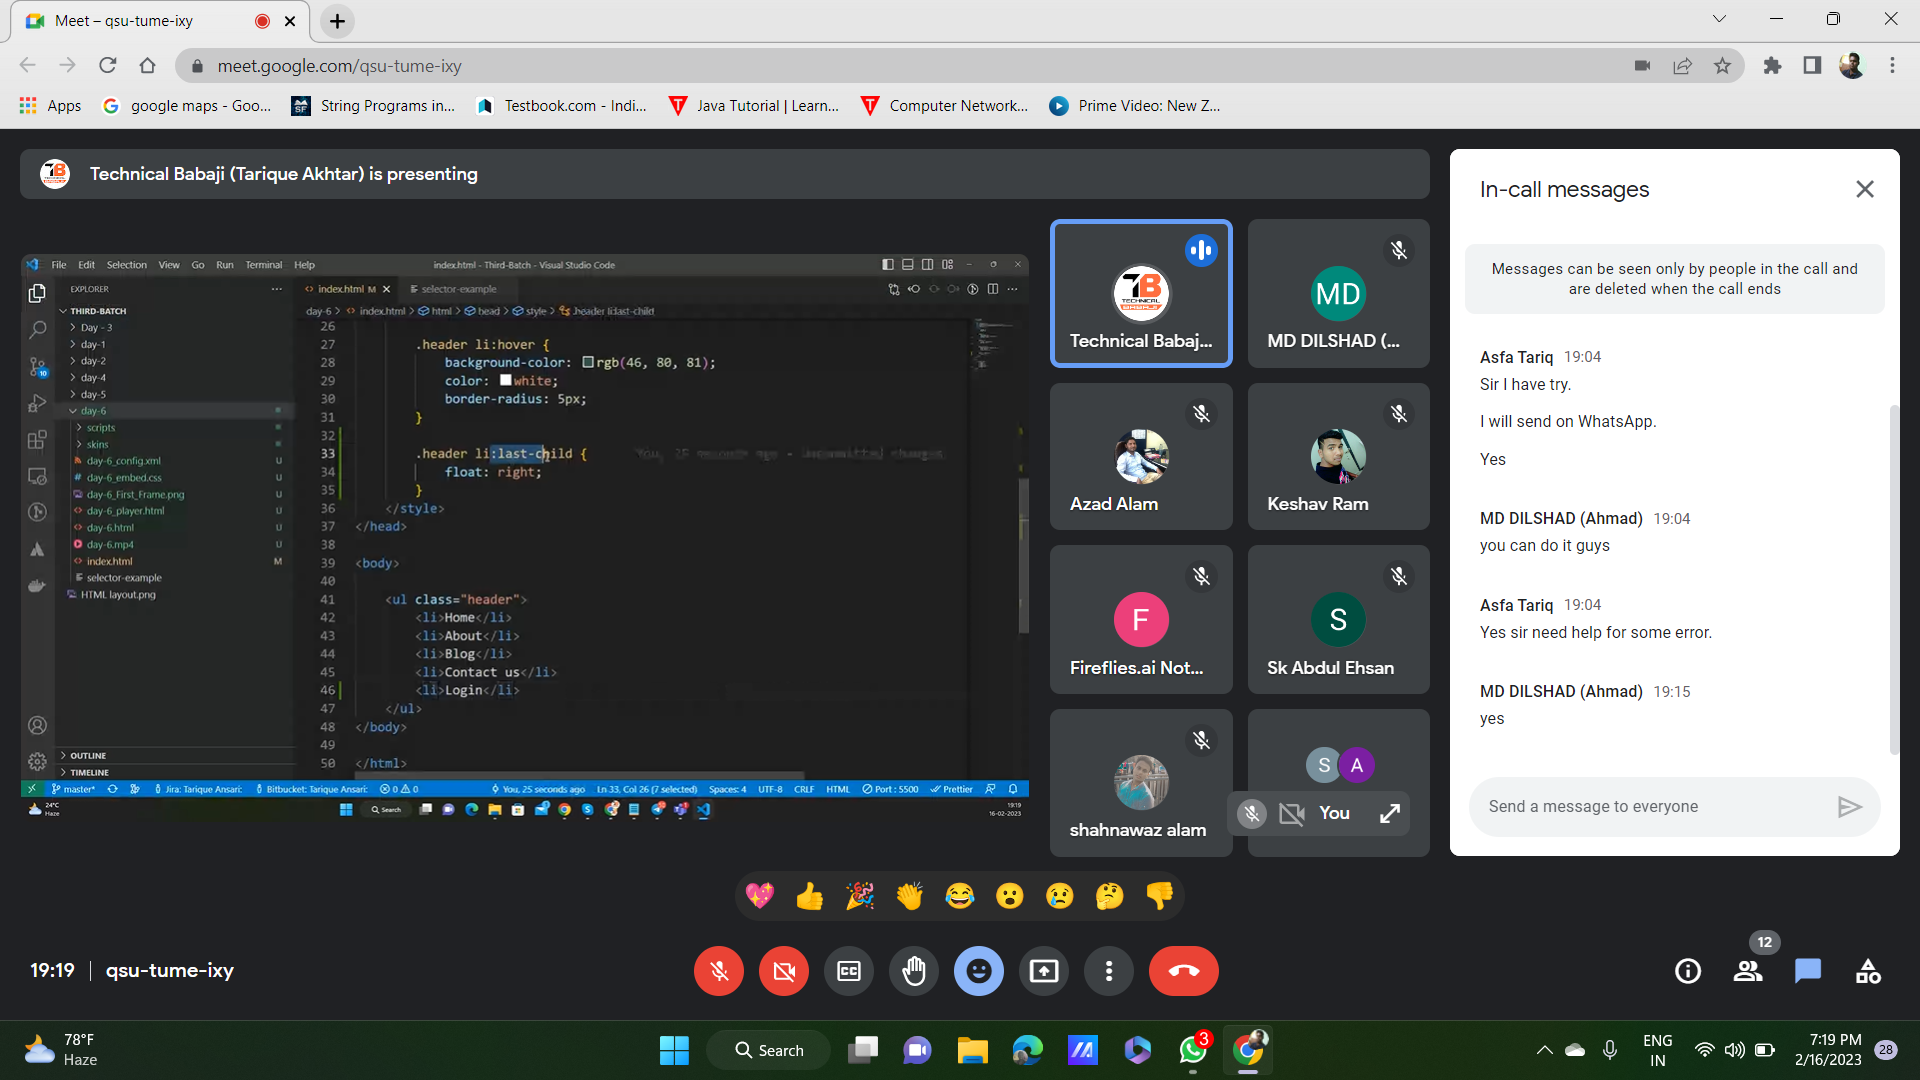 Meet – qsu-tume-ixy
meet.google.com/qsu-tume-ixy
Apps
google maps - Goo...
String Programs in...
Testbook.com - Indi...
Java Tutorial | Learn...
Computer Network...
Prime Video: New Z...
Technical Babaji (Tarique Akhtar) is presenting
File Edit Selection View Go Run Terminal Help
index.html - Third-Batch - Visual Studio Code
EXPLORER
THIRD-BATCH
Day - 3
day-1
day-2
day-4
day-5
day-6
scripts
skins
day-6_config.xml U
day-6_embed.css U
day-6_First_Frame.png U
day-6_player.html U
day-6.html U
day-6.mp4 U
index.html M
selector-example
HTML layout.png
OUTLINE
TIMELINE
10
index.html M
selector-example
day-6 > index.html > html > head > style > .header li:last-child
26
27 .header li:hover {
28 background-color: rgb(46, 80, 81);
29 color: white;
30 border-radius: 5px;
31 }
32
33 .header li:last-child { You, 25 seconds ago • Uncommitted changes
34 float: right;
35 }
36 </style>
37 </head>
38
39 <body>
40
41 <ul class="header">
42 <li>Home</li>
43 <li>About</li>
44 <li>Blog</li>
45 <li>Contact us</li>
46 <li>Login</li>
47 </ul>
48 </body>
49
50 </html>
master* Jira: Tarique Ansari: Bitbucket: Tarique Ansari: 0 0 You, 25 seconds ago Ln 33, Col 26 (7 selected) Spaces: 4 UTF-8 CRLF HTML Port : 5500 Prettier
24°C
Haze
Search
19:19
16-02-2023
TECHNICAL
Technical Babaj...
MD
MD DILSHAD (...
Azad Alam
Keshav Ram
F
Fireflies.ai Not...
S
Sk Abdul Ehsan
shahnawaz alam
S A
You
In-call messages
Messages can be seen only by people in the call and
are deleted when the call ends
Asfa Tariq 19:04
Sir I have try.
I will send on WhatsApp.
Yes
MD DILSHAD (Ahmad) 19:04
you can do it guys
Asfa Tariq 19:04
Yes sir need help for some error.
MD DILSHAD (Ahmad) 19:15
yes
Send a message to everyone
19:19 | qsu-tume-ixy
CC
12
78°F
Haze
Search
3
ENG
IN
7:19 PM
2/16/2023
28